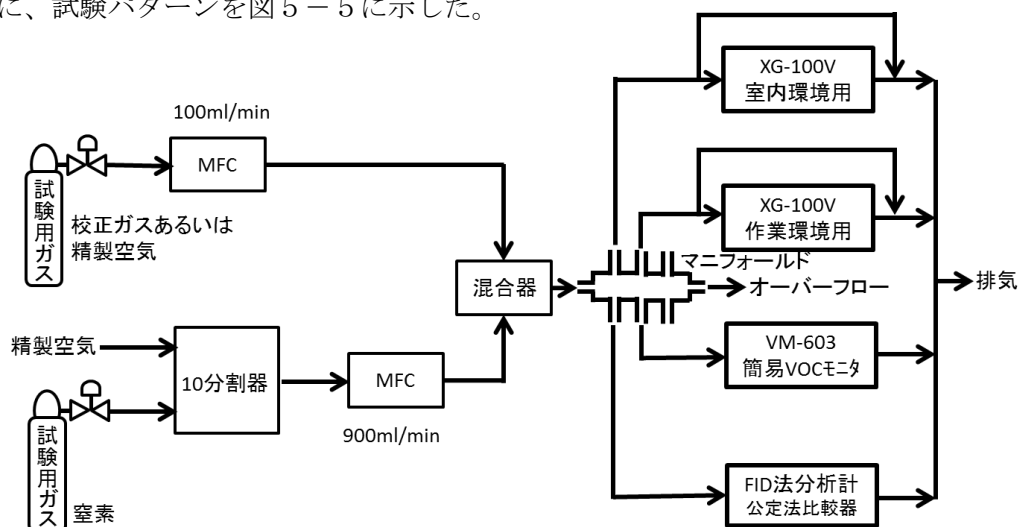 に、試験パターンを図５－５に示した。
XG-100V
室内環境用
100ml/min
MFC
試験用ガス
校正ガスあるいは
精製空気
XG-100V
作業環境用
マニフォールド
混合器
オーバーフロー
排気
精製空気
10分割器
MFC
900ml/min
VM-603
簡易VOCモニタ
試験用ガス
窒素
FID法分析計
公定法比較器